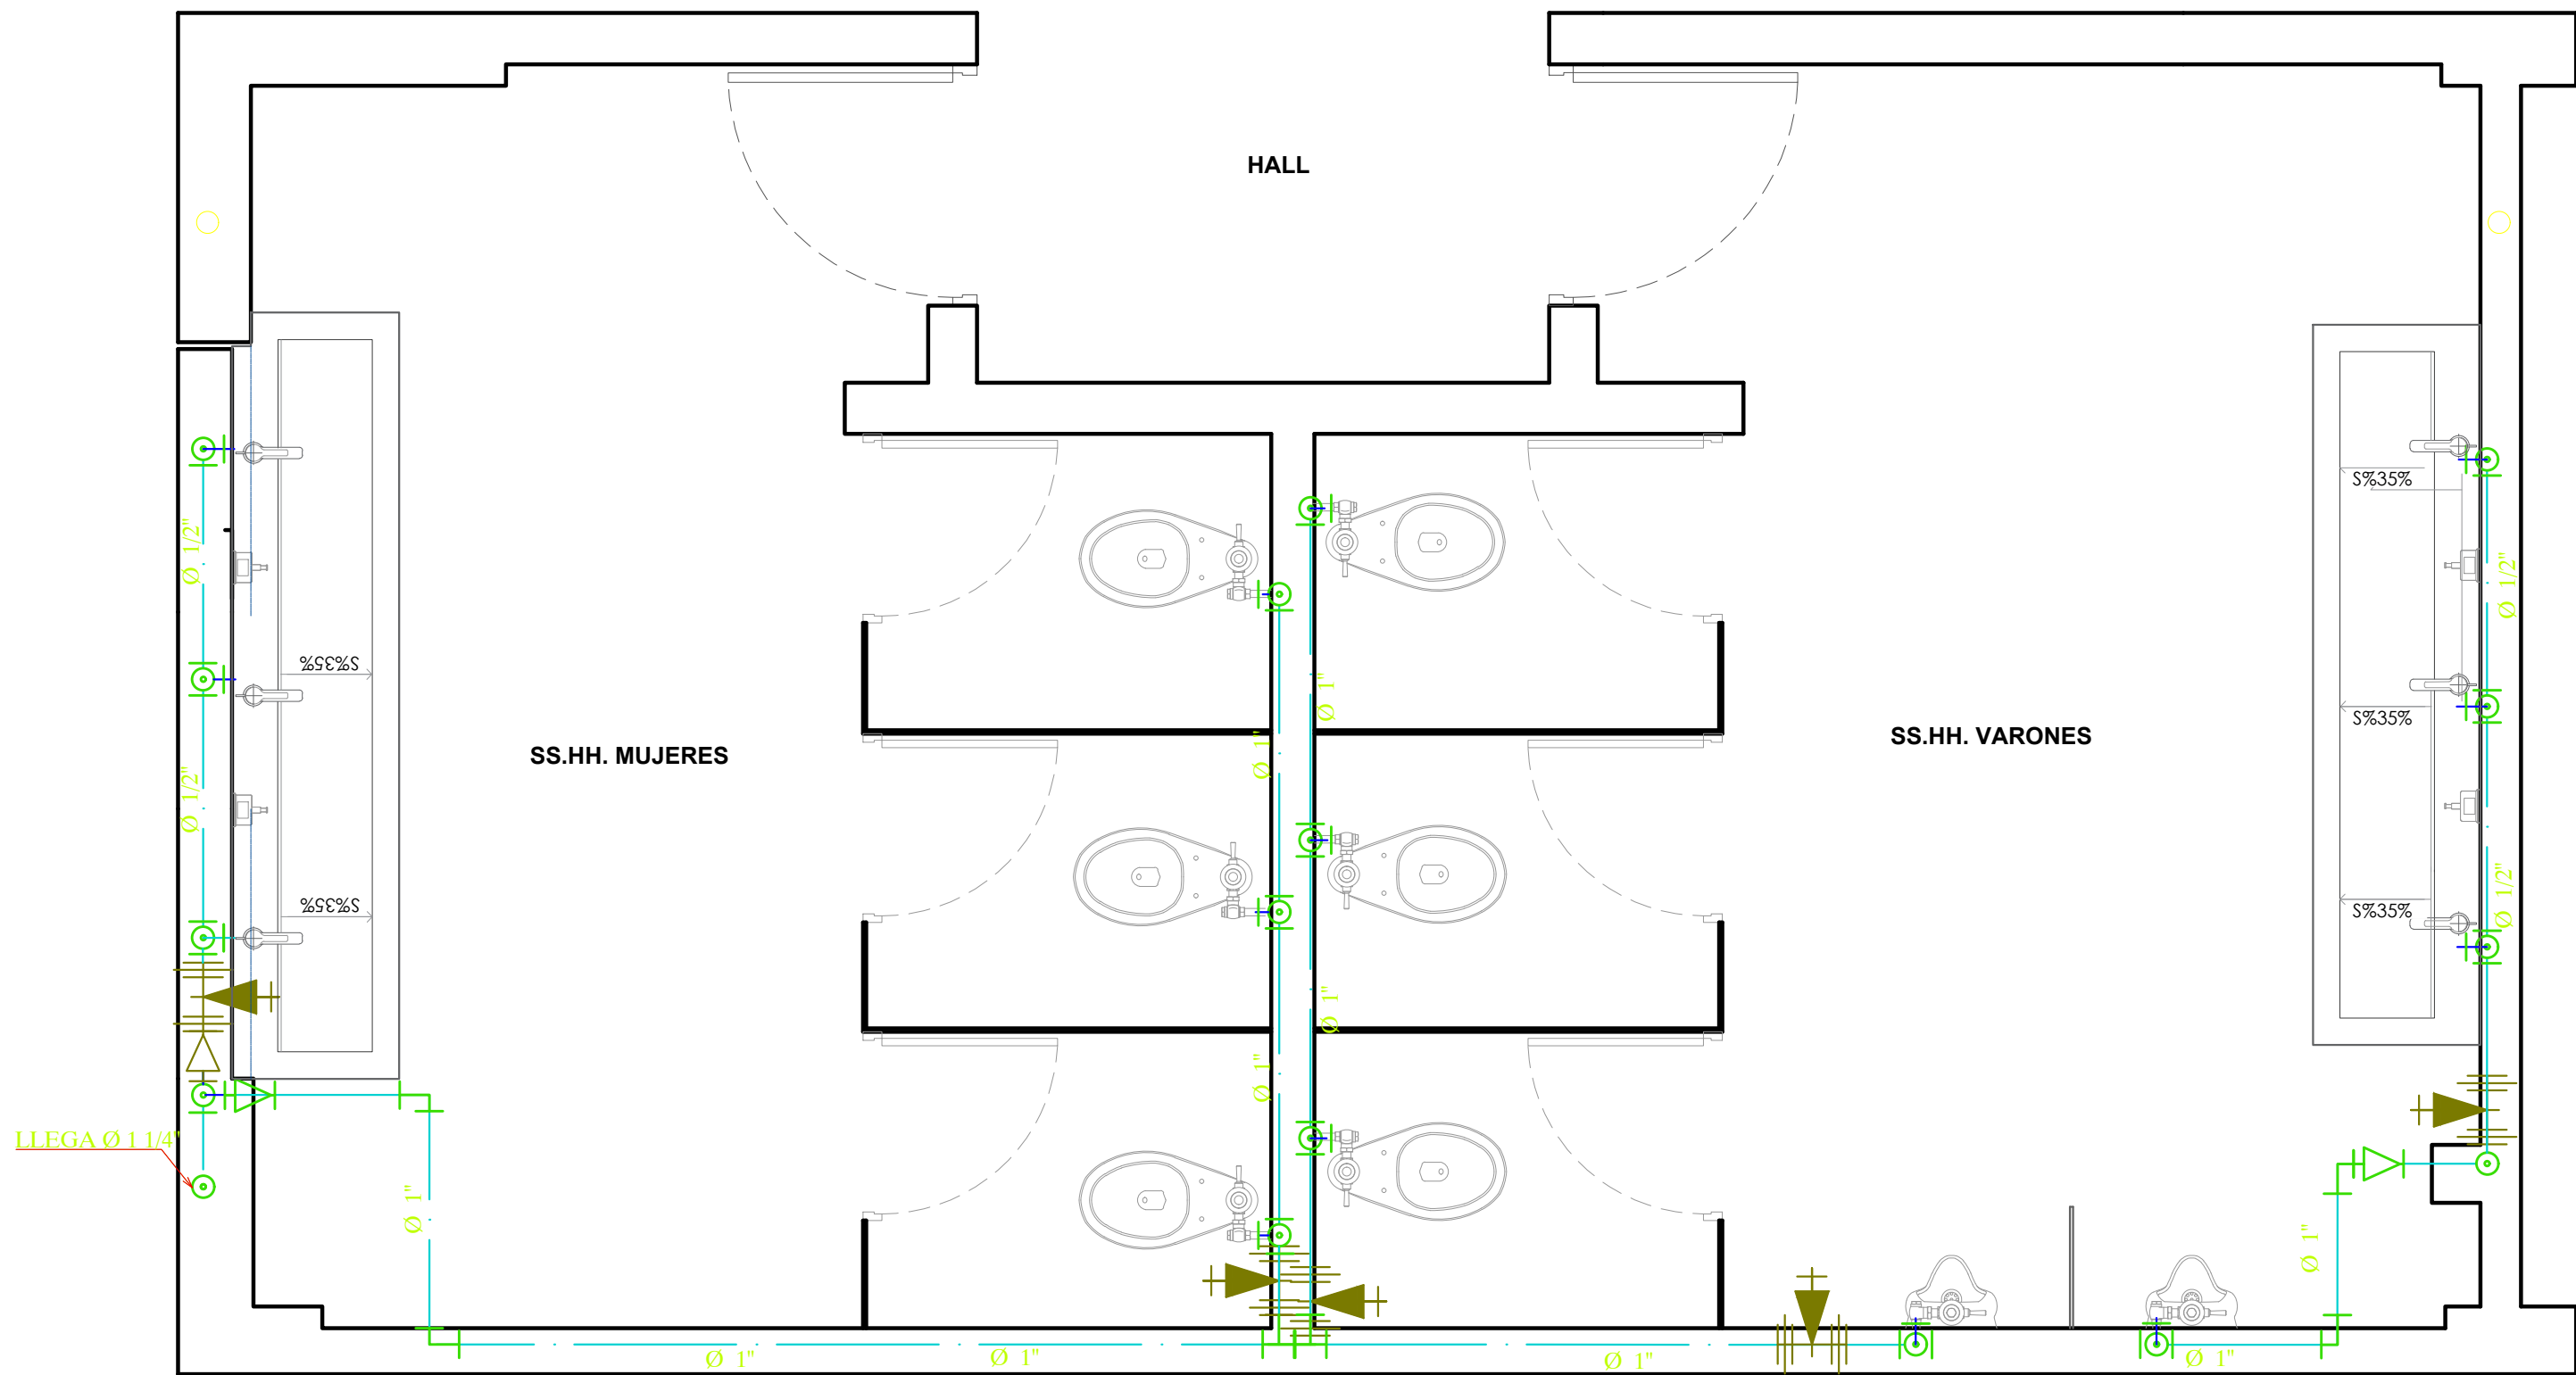 HALL
S%35%
Ø 1/2"
Ø 1/2"
S%35%
Ø 1"
S%35%
SS.HH. MUJERES
SS.HH. VARONES
Ø 1"
Ø 1/2"
S%35%
S%35%
Ø 1/2"
Ø 1"
Ø 1"
LLEGA Ø 1 1/4"
Ø 1"
Ø 1"
Ø 1"
Ø 1"
Ø 1"
Ø 1"